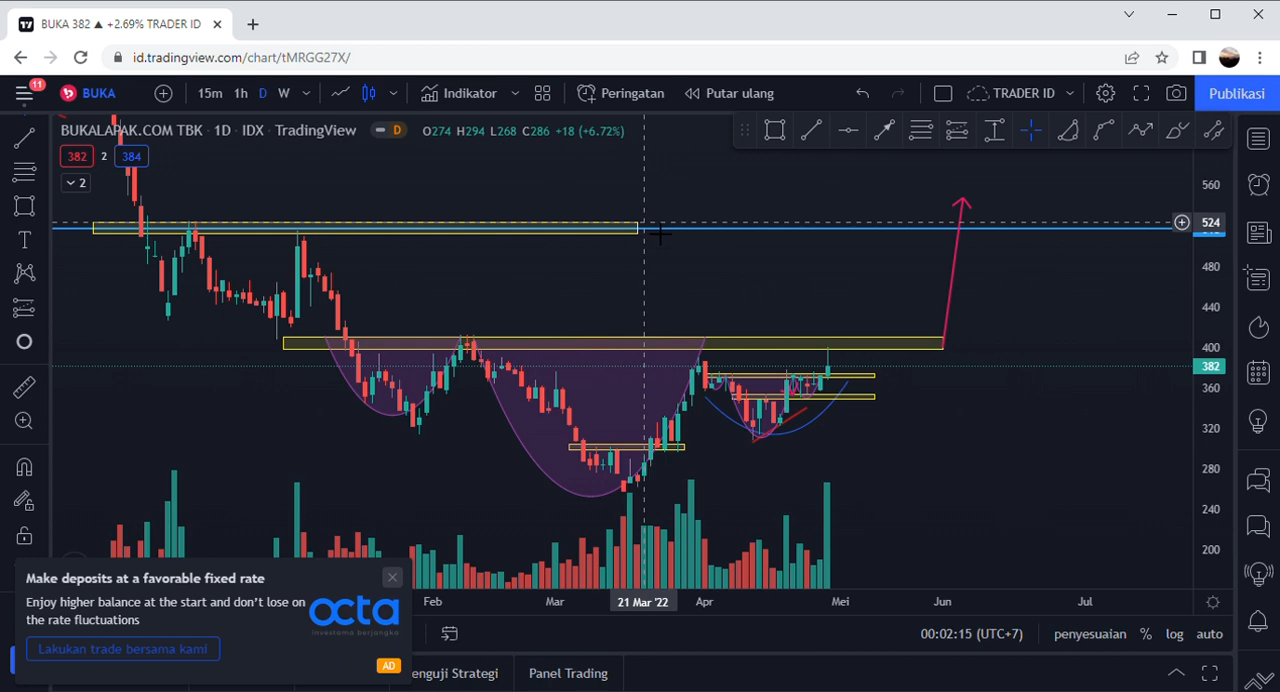 BUKA 382 ▲ +2.69% TRADER ID
id.tradingview.com/chart/tMRGG27X/
11
BUKA
15m 1h D W
Indikator
Peringatan
Putar ulang
TRADER ID
Publikasi
BUKALAPAK.COM TBK · 1D · IDX · TradingView
D
O274 H294 L268 C286 +18 (+6.72%)
382 2 384
2
560
524
480
440
400
382
360
320
280
240
200
Feb Mar 21 Mar '22 Apr Mei Jun Jul
00:02:15 (UTC+7) penyesuaian % log auto
enguji Strategi Panel Trading
Make deposits at a favorable fixed rate
Enjoy higher balance at the start and don't lose on
the rate fluctuations
octa
investama berjangka
Lakukan trade bersama kami
AD